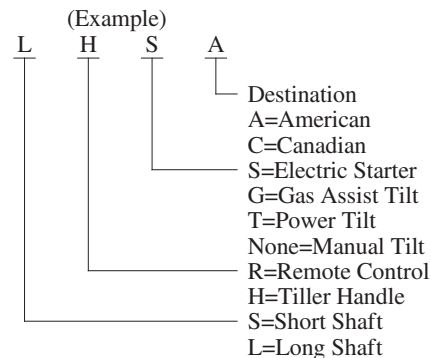 (Example)
L H S A
Destination
A=American
C=Canadian
S=Electric Starter
G=Gas Assist Tilt
T=Power Tilt
None=Manual Tilt
R=Remote Control
H=Tiller Handle
S=Short Shaft
L=Long Shaft